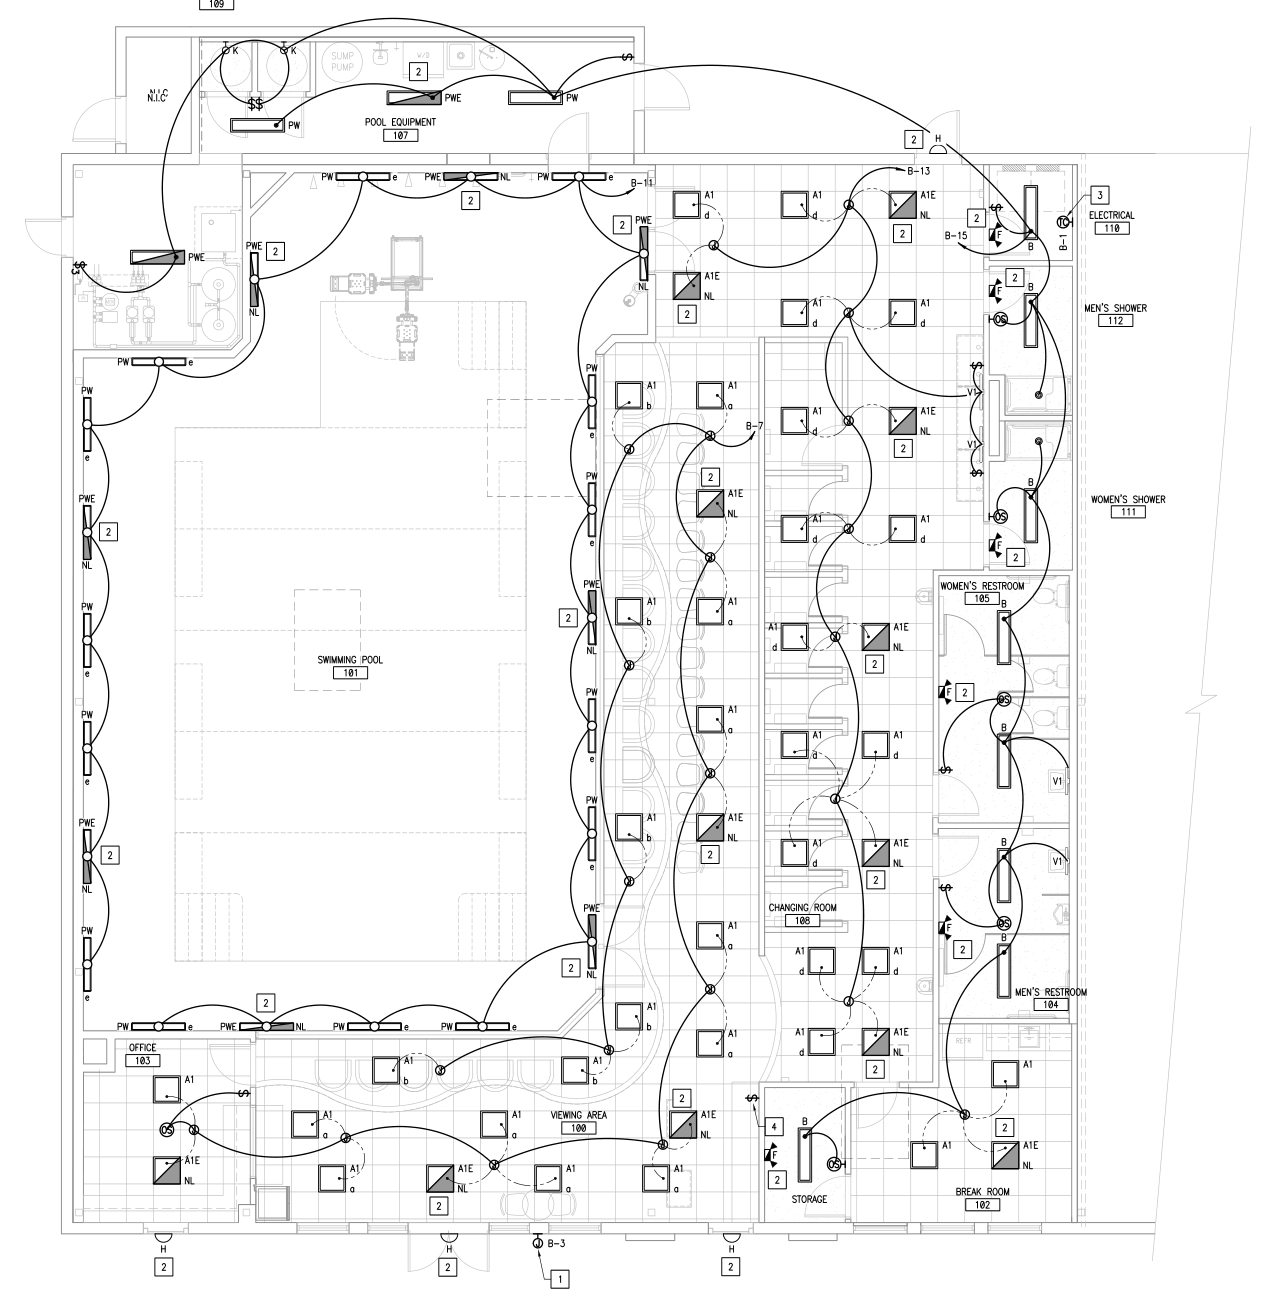 109
K
K
SUMP
PUMP
W/D
S
2
N.I.C
$$
PWE
PW
PW
POOL EQUIPMENT
107
2
H
B-13
PW
e
PWE
NL
PW
e
B-11
2
2
PWE
A1
d
A1
A1E
NL
2
3
ELECTRICAL
110
2
S
F
B-15
B
B-1
PWE
2
PWE
NL
NL
A1E
NL
2
$3
2
F
B
MEN'S SHOWER
112
OS
A1
d
A1
d
PW
e
PW
e
PW
e
A1
b
A1
a
V1
S
A1
d
A1E
NL
2
B-7
V1
S
2
A1E
NL
PW
e
B
OS
WOMEN'S SHOWER
111
F
2
PWE
NL
2
A1
d
A1
d
WOMEN'S RESTROOM
105
B
PWE
NL
2
A1
b
A1
a
A1
d
A1E
NL
2
PW
e
SWIMMING POOL
101
F
2
OS
PW
e
A1
a
A1
d
A1
d
B
S
V1
PW
e
PWE
NL
2
PW
e
A1
b
A1E
NL
2
A1
d
A1E
NL
2
B
V1
S
CHANGING ROOM
108
OS
F
2
B
PWE
NL
2
A1
a
A1
d
A1
d
PW
e
MEN'S RESTROOM
104
2
PW
e
PWE
NL
PW
e
PW
e
A1
b
A1
a
A1
d
A1E
NL
2
REFR
OFFICE
103
A1
b
A1
b
A1
A1
S
2
A1E
NL
S
4
VIEWING AREA
100
A1
a
A1
a
OS
B
F
2
OS
2
A1
A1E
NL
A1E
NL
A1
a
A1E
NL
2
A1
a
A1
a
STORAGE
BREAK ROOM
102
H
2
H
2
J
B-3
1
H
2